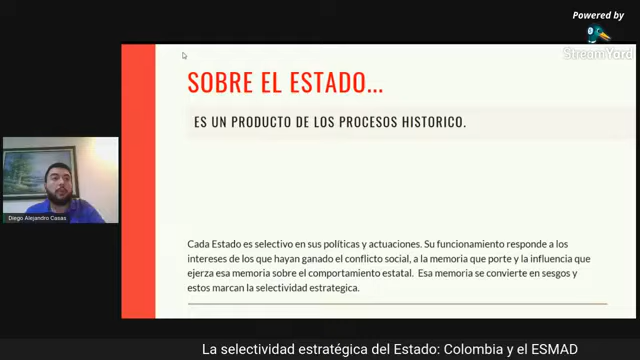 Powered by
StreamYard
SOBRE EL ESTADO...
ES UN PRODUCTO DE LOS PROCESOS HISTORICO.
Diego Alejandro Casas
Cada Estado es selectivo en sus políticas y actuaciones. Su funcionamiento responde a los
intereses de los que hayan ganado el conflicto social, a la memoria que porte y la influencia que
ejerza esa memoria sobre el comportamiento estatal. Esa memoria se convierte en sesgos y
estos marcan la selectividad estrategica.
La selectividad estratégica del Estado: Colombia y el ESMAD